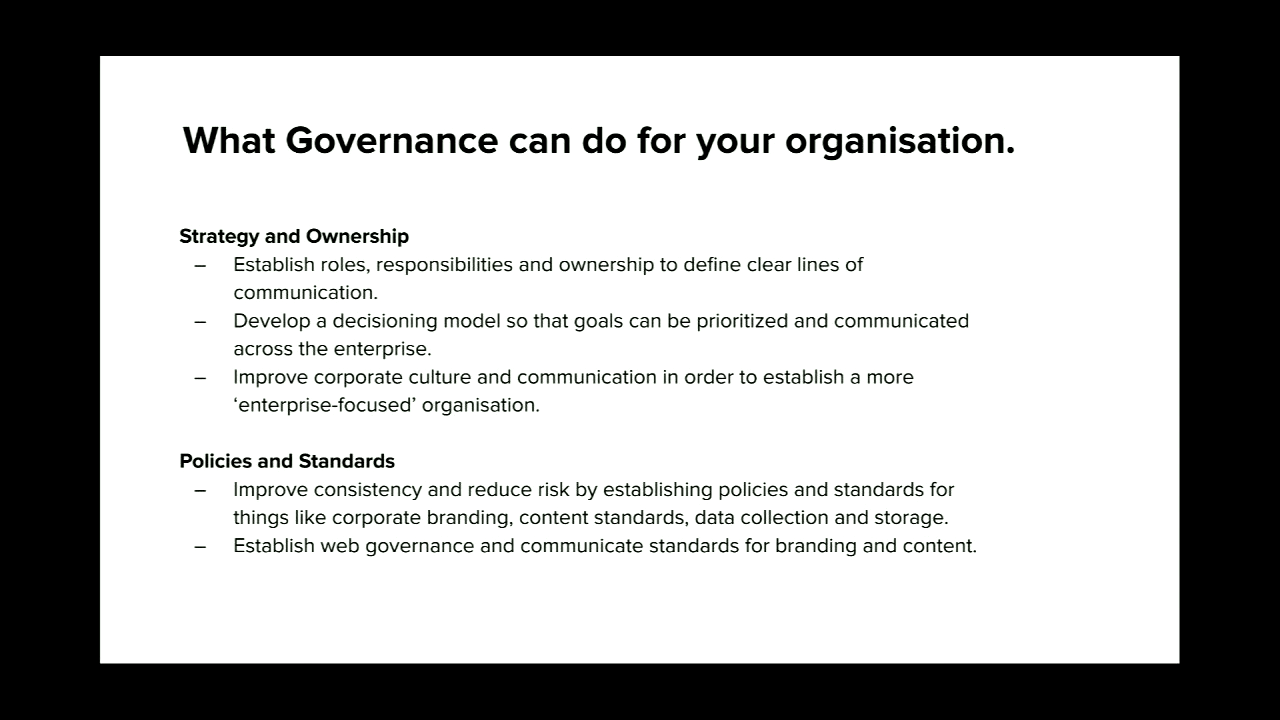 What Governance can do for your organisation.
Strategy and Ownership
– Establish roles, responsibilities and ownership to define clear lines of
communication.
– Develop a decisioning model so that goals can be prioritized and communicated
across the enterprise.
– Improve corporate culture and communication in order to establish a more
‘enterprise-focused’ organisation.
Policies and Standards
– Improve consistency and reduce risk by establishing policies and standards for
things like corporate branding, content standards, data collection and storage.
– Establish web governance and communicate standards for branding and content.